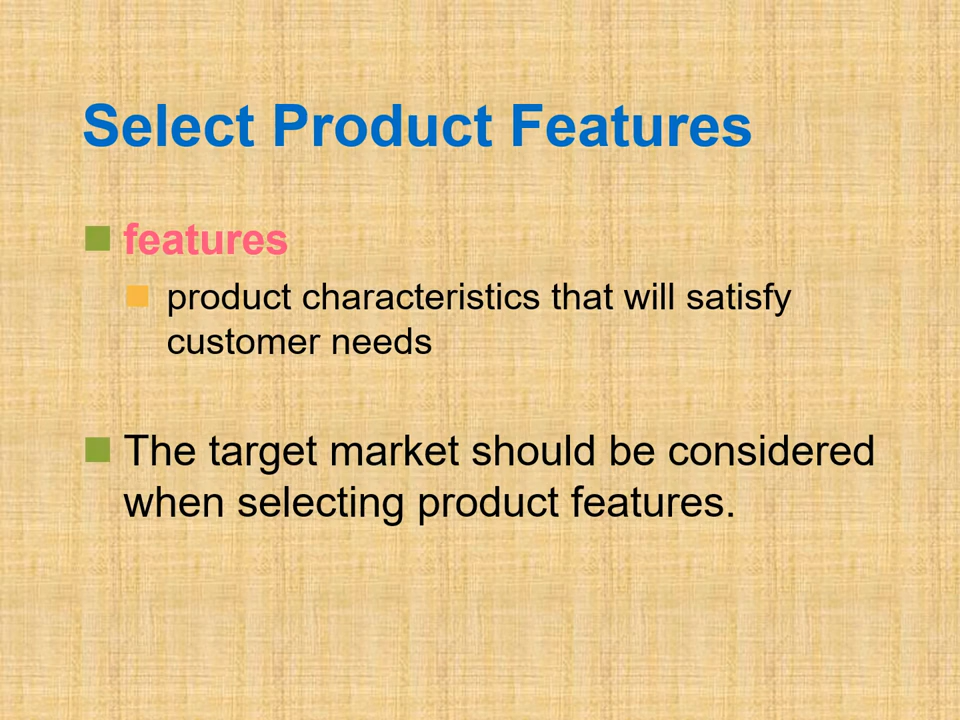 Select Product Features
features
product characteristics that will satisfy
customer needs
The target market should be considered
when selecting product features.